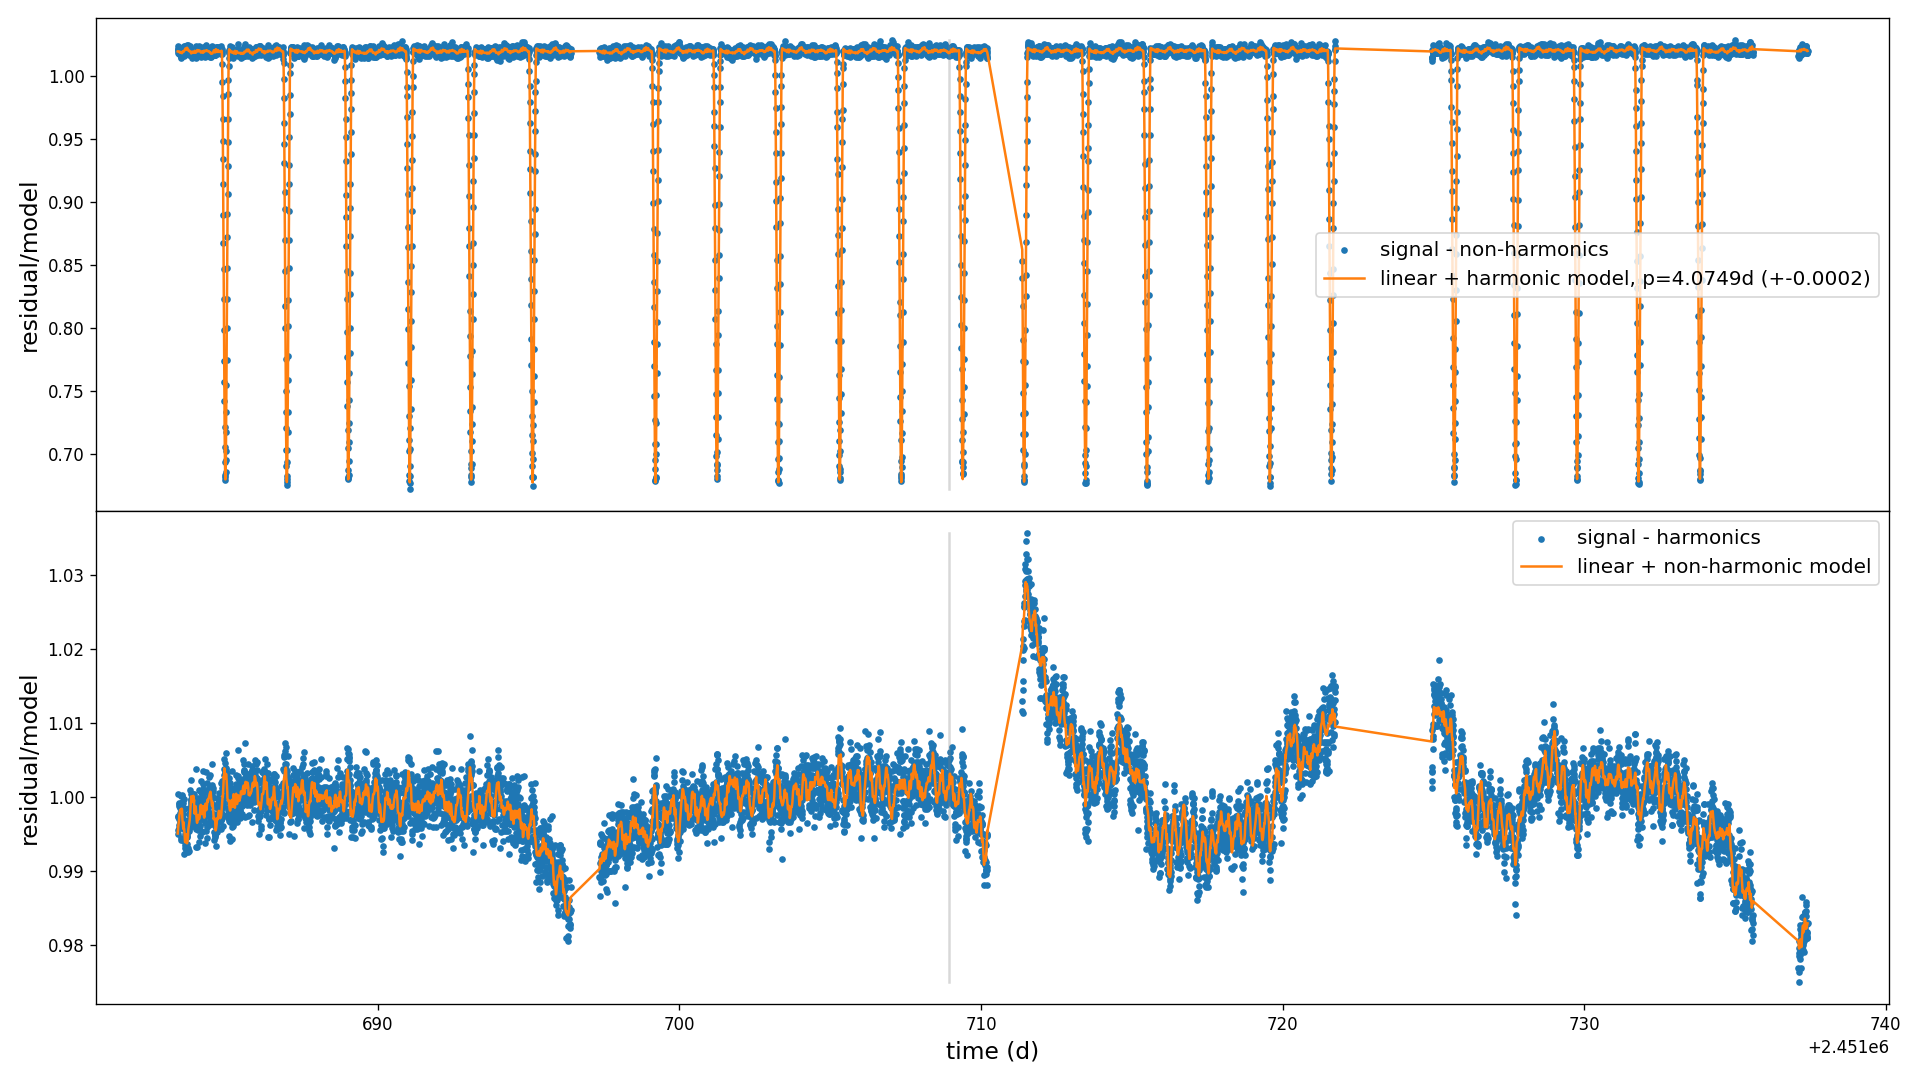 residual/model
1.00
0.95
0.90
0.85
0.80
0.75
0.70
signal - non-harmonics
linear + harmonic model, p=4.0749d (+-0.0002)
residual/model
1.03
1.02
1.01
1.00
0.99
0.98
signal - harmonics
linear + non-harmonic model
690
700
710
720
730
740
time (d)
+2.451e6